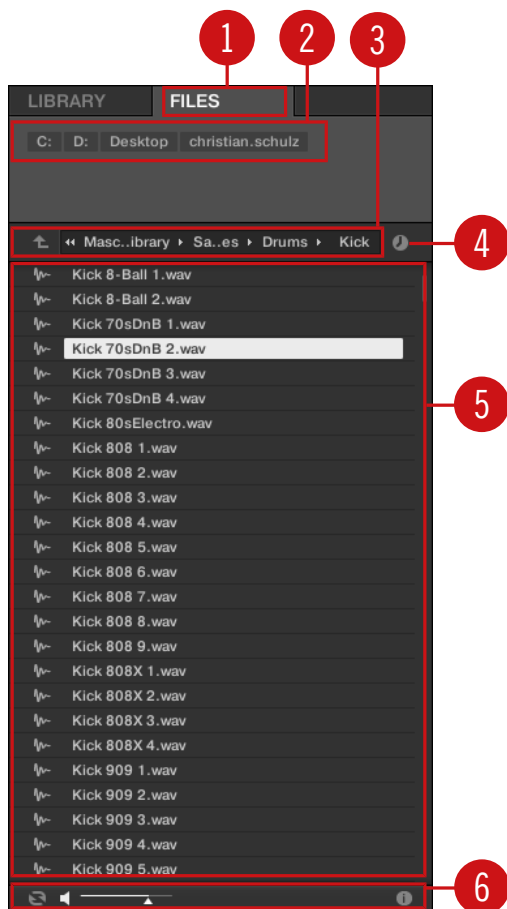 1 2 3
LIBRARY FILES
C: D: Desktop christian.schulz
Masc..ibrary Sa..es Drums Kick
4
Kick 8-Ball 1.wav
Kick 8-Ball 2.wav
Kick 70sDnB 1.wav
Kick 70sDnB 2.wav
Kick 70sDnB 3.wav
Kick 70sDnB 4.wav
5
Kick 80sElectro.wav
Kick 808 1.wav
Kick 808 2.wav
Kick 808 3.wav
Kick 808 4.wav
Kick 808 5.wav
Kick 808 6.wav
Kick 808 7.wav
Kick 808 8.wav
Kick 808 9.wav
Kick 808X 1.wav
Kick 808X 2.wav
Kick 808X 3.wav
Kick 808X 4.wav
Kick 909 1.wav
Kick 909 2.wav
Kick 909 3.wav
Kick 909 4.wav
Kick 909 5.wav
6